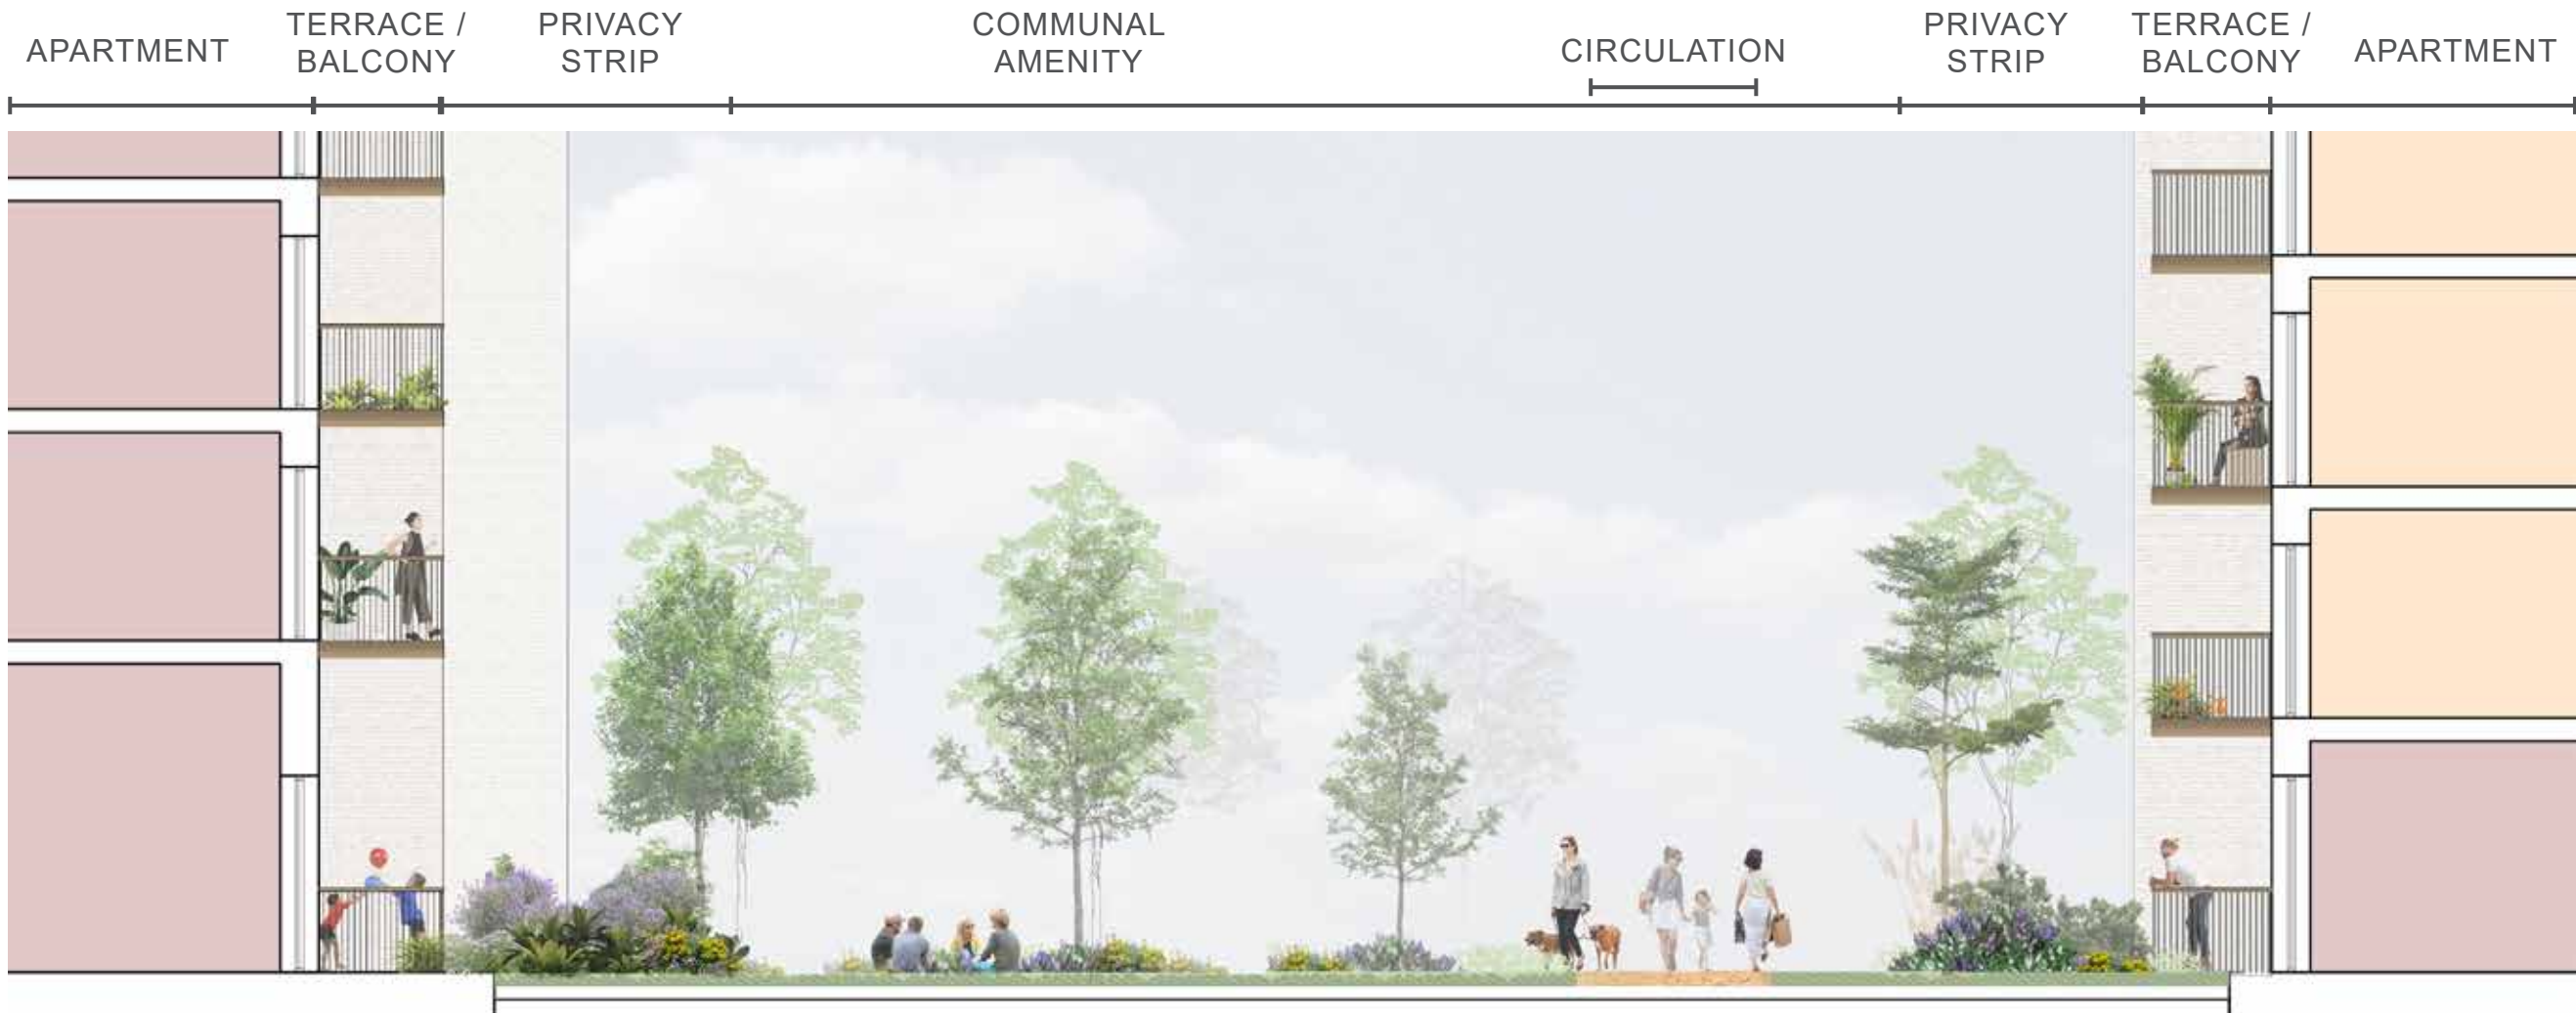 APARTMENT
TERRACE /
BALCONY
PRIVACY
STRIP
COMMUNAL
AMENITY
CIRCULATION
PRIVACY
STRIP
TERRACE /
BALCONY
APARTMENT